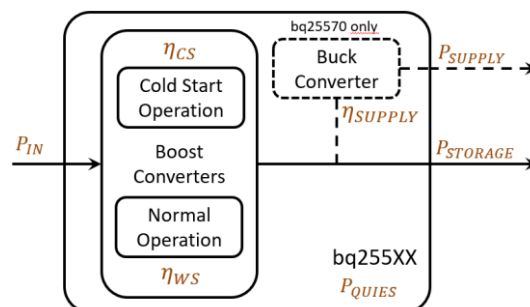 bq25570 only
η_CS
Buck
Converter
P_SUPPLY
Cold Start
Operation
η_SUPPLY
P_IN
Boost
Converters
P_STORAGE
Normal
Operation
bq255XX
η_WS
P_QUIES